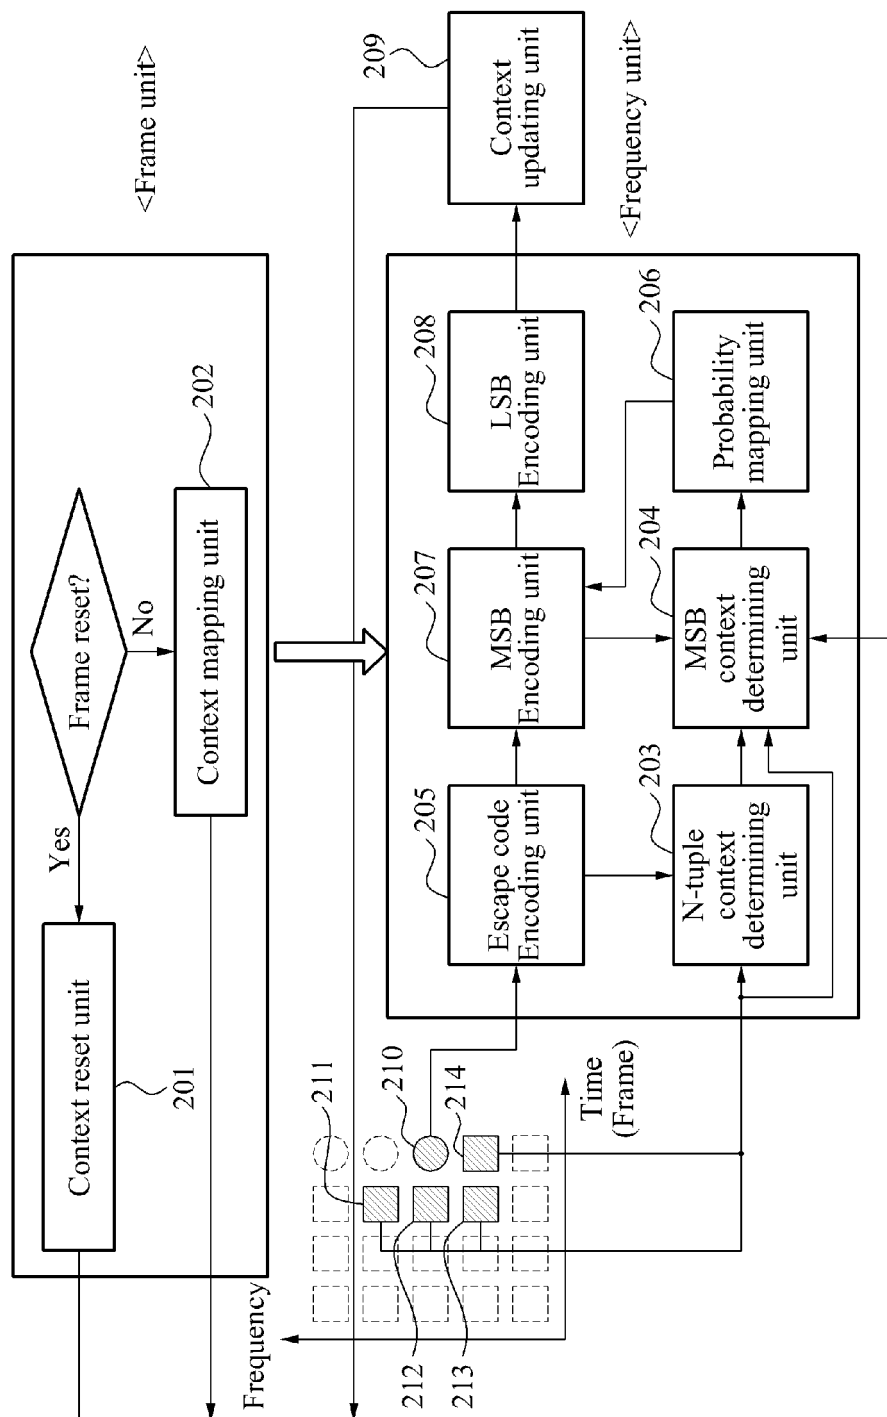 <Frame unit>
Frame reset?
Yes
No
Context reset unit
201
Context mapping unit
202
Frequency
Time
(Frame)
211
210
214
212
213
<Frequency unit>
Escape code
Encoding unit
205
MSB
Encoding unit
207
LSB
Encoding unit
208
Context
updating unit
209
N-tuple
context
determining
unit
203
MSB
context
determining
unit
204
Probability
mapping unit
206